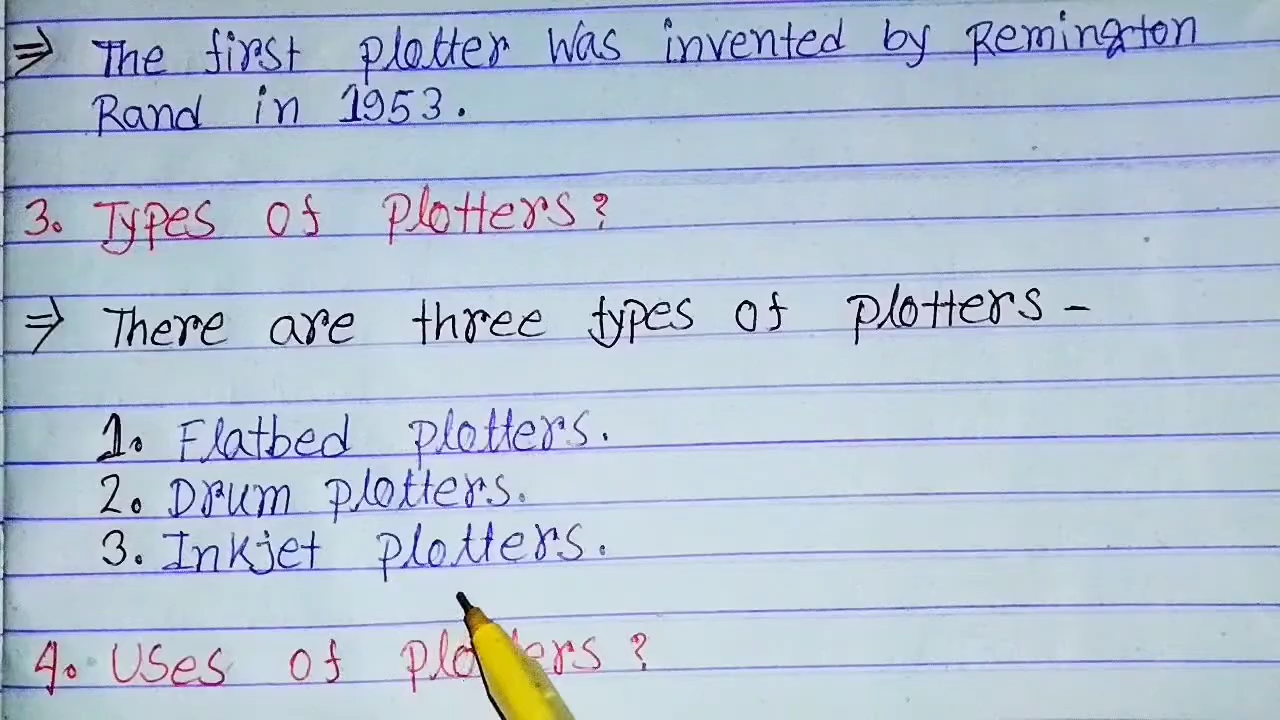 ⇒ The first plotter was invented by Remington
Rand in 1953.
3. Types of plotters?
⇒ There are three types of plotters -
1. Flatbed plotters.
2. Drum plotters.
3. Inkjet plotters.
4. Uses of plotters?